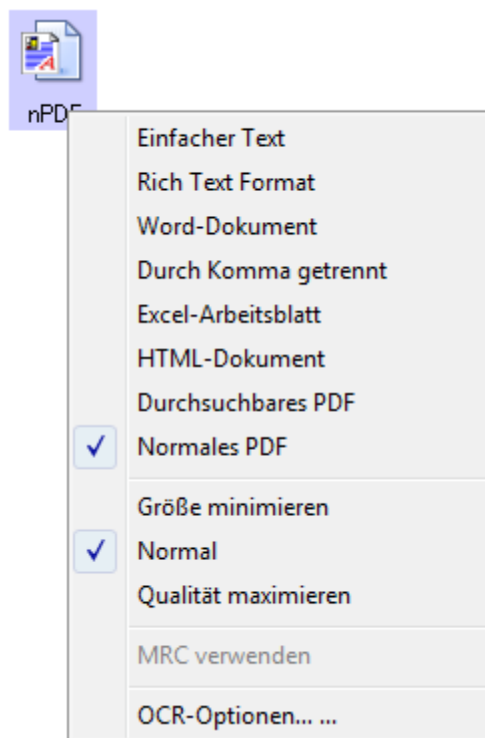 nPDF
Einfacher Text
Rich Text Format
Word-Dokument
Durch Komma getrennt
Excel-Arbeitsblatt
HTML-Dokument
Durchsuchbares PDF
Normales PDF
Größe minimieren
Normal
Qualität maximieren
MRC verwenden
OCR-Optionen... ...